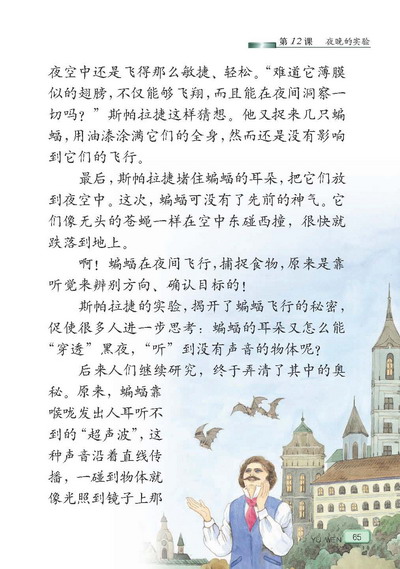 第12课 夜晚的实验
夜空中还是飞得那么敏捷、轻松。“难道它薄膜
似的翅膀，不仅能够飞翔，而且能在夜间洞察一
切吗？”斯帕拉捷这样猜想。他又捉来几只蝙
蝠，用油漆涂满它们的全身，然而还是没有影响
到它们的飞行。
最后，斯帕拉捷堵住蝙蝠的耳朵，把它们放
到夜空中。这次，蝙蝠可没有了先前的神气。它
们像无头的苍蝇一样在空中东碰西撞，很快就
跌落到地上。
啊！蝙蝠在夜间飞行，捕捉食物，原来是靠
听觉来辨别方向、确认目标的！
斯帕拉捷的实验，揭开了蝙蝠飞行的秘密，
促使很多人进一步思考：蝙蝠的耳朵又怎么能
“穿透”黑夜，“听”到没有声音的物体呢？
后来人们继续研究，终于弄清了其中的奥
秘。原来，蝙蝠靠
喉咙发出人耳听不
到的“超声波”，这
种声音沿着直线传
播，一碰到物体就
像光照到镜子上那
YU WEN 65